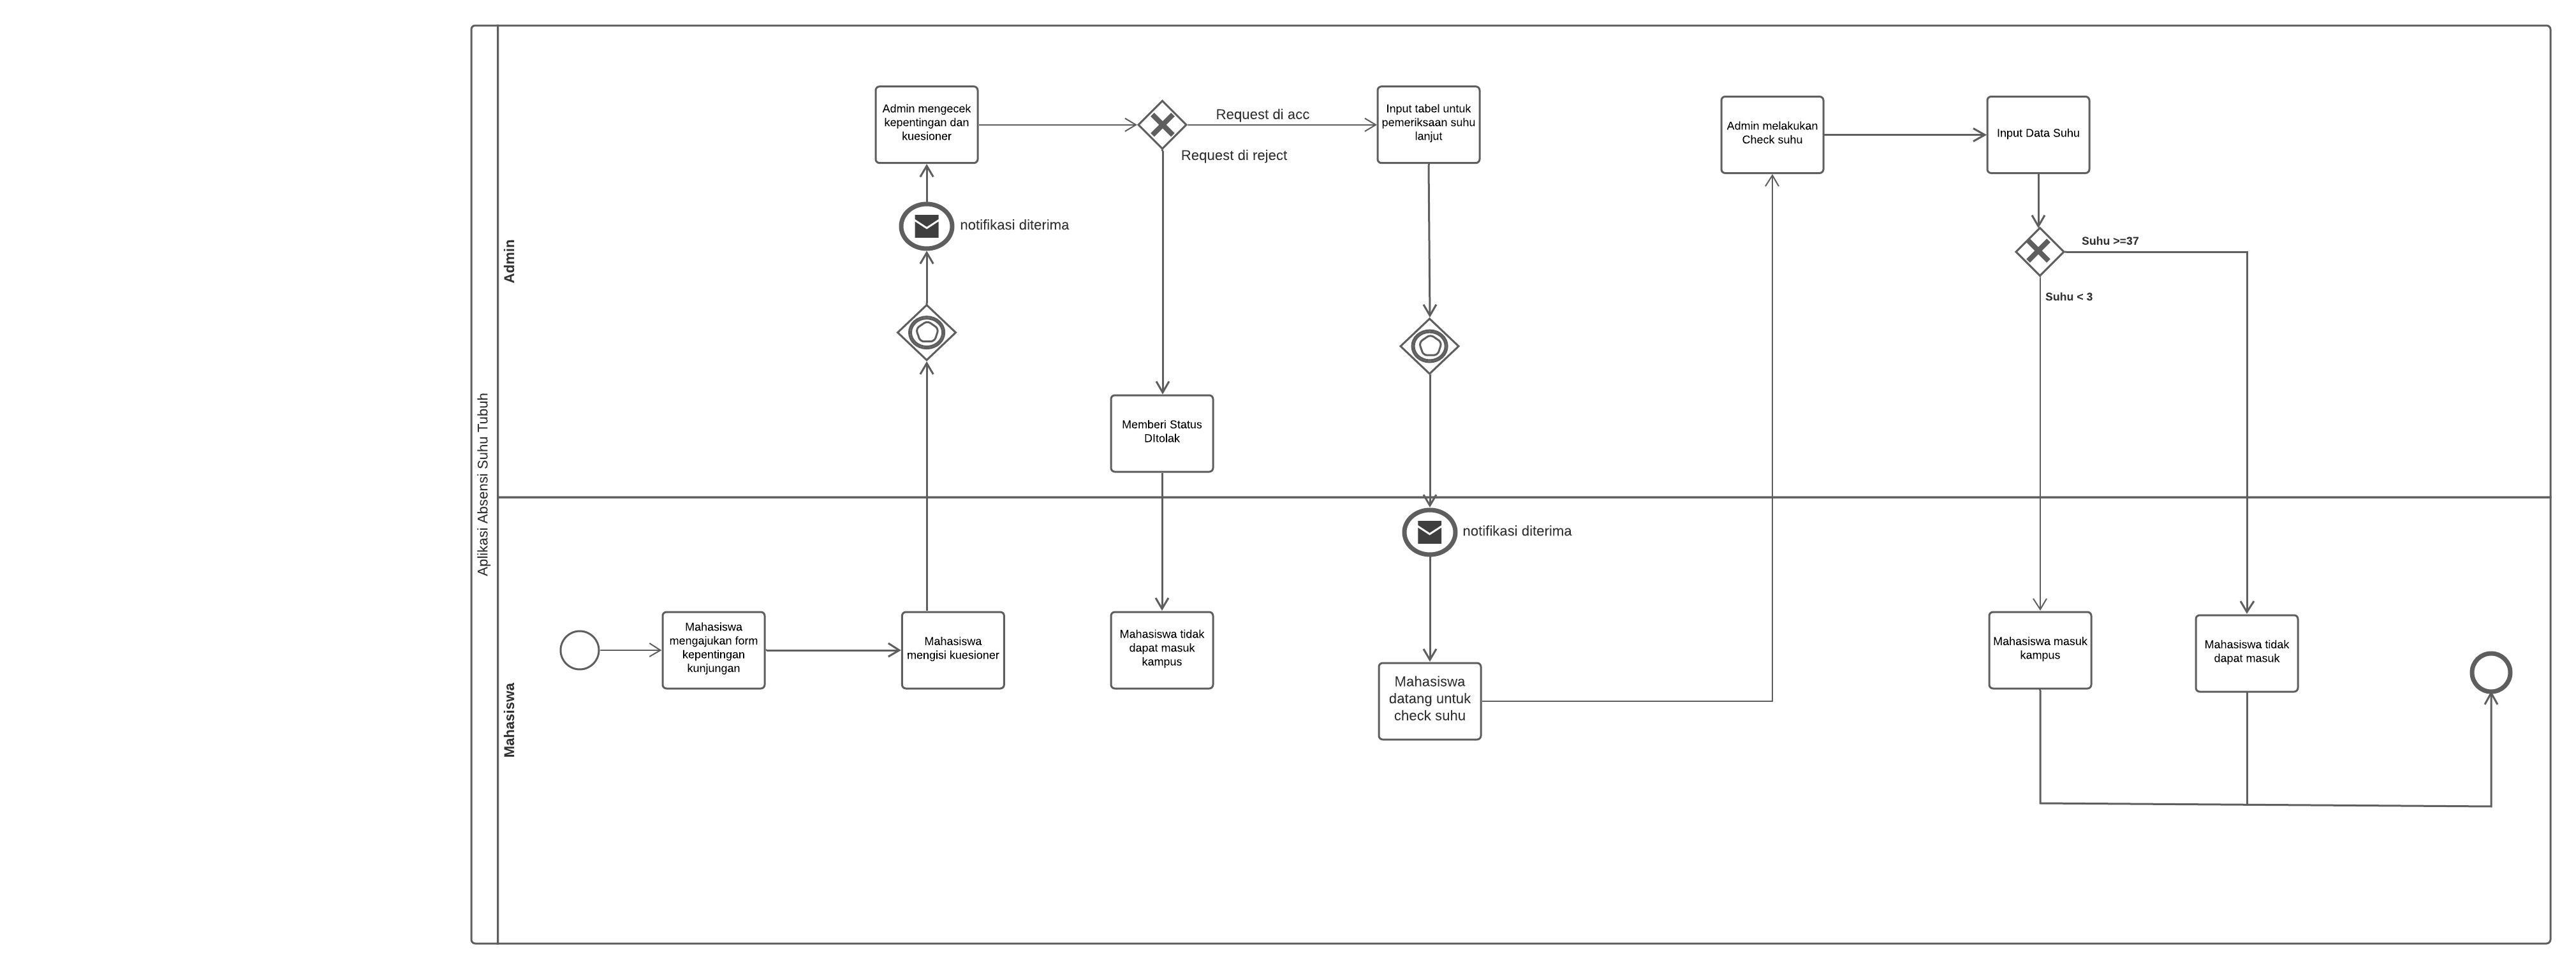 Aplikasi Absensi Suhu Tubuh
Admin
Admin mengecek
kepentingan dan
kuesioner
Request di acc
Request di reject
Input tabel untuk
pemeriksaan suhu
lanjut
Admin melakukan
Check suhu
Input Data Suhu
notifikasi diterima
Suhu >=37
Suhu < 3
Memberi Status
DItolak
Mahasiswa
notifikasi diterima
Mahasiswa
mengajukan form
kepentingan
kunjungan
Mahasiswa
mengisi kuesioner
Mahasiswa tidak
dapat masuk
kampus
Mahasiswa
datang untuk
check suhu
Mahasiswa masuk
kampus
Mahasiswa tidak
dapat masuk